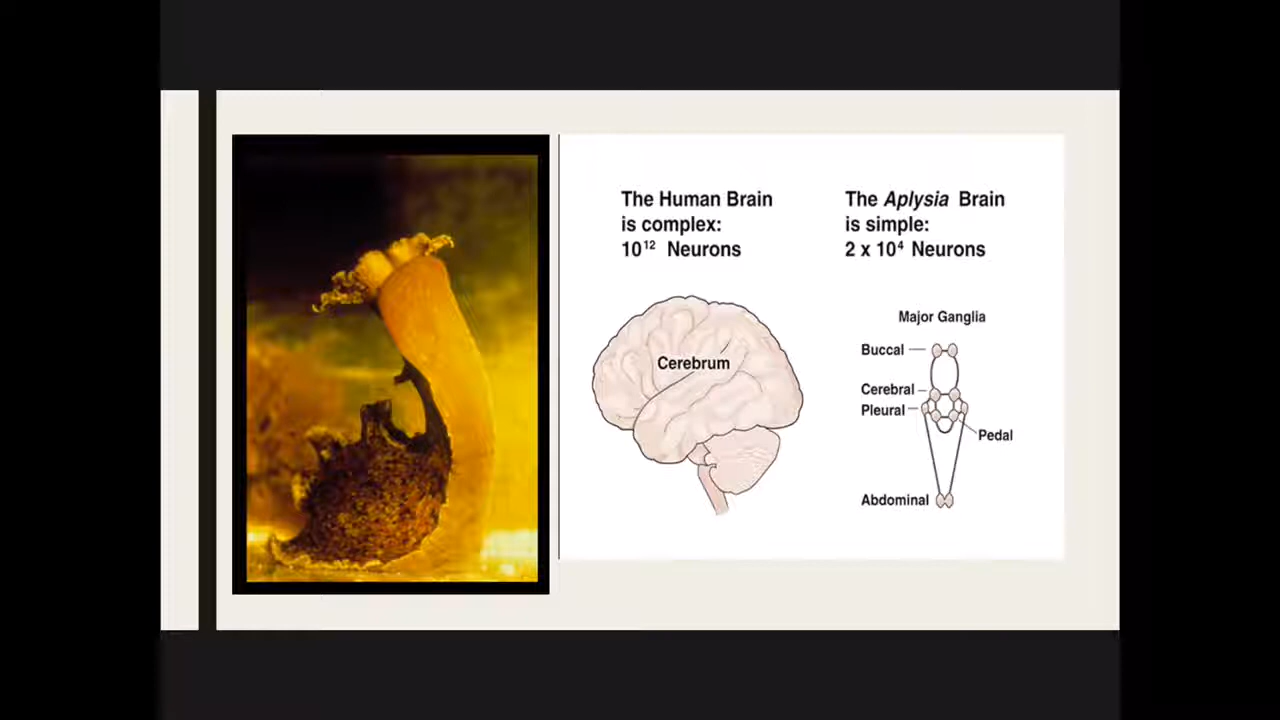 The Human Brain
is complex:
10¹² Neurons
Cerebrum
The Aplysia Brain
is simple:
2 x 10⁴ Neurons
Major Ganglia
Buccal
Cerebral
Pleural
Pedal
Abdominal